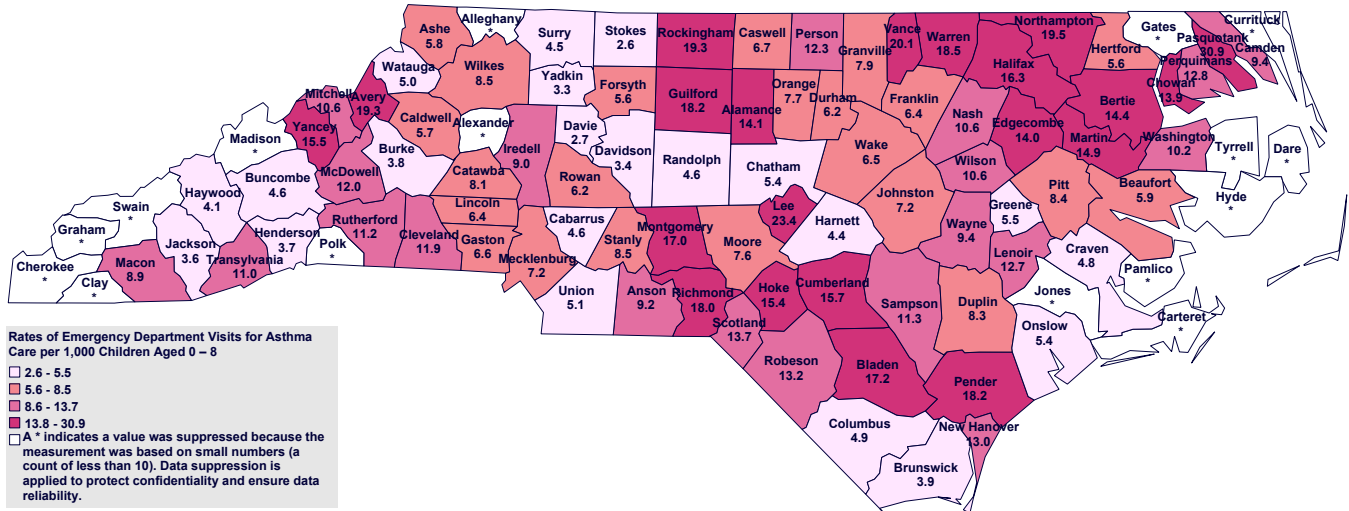 Alleghany
*
Ashe
5.8
Surry
4.5
Stokes
2.6
Rockingham
19.3
Caswell
6.7
Person
12.3
Granville
7.9
Vance
20.1
Warren
18.5
Northampton
19.5
Hertford
5.6
Gates
*
Currituck
*
Pasquotank
30.9
Camden
9.4
Perquimans
12.8
Chowan
13.9
Watauga
5.0
Wilkes
8.5
Yadkin
3.3
Forsyth
5.6
Guilford
18.2
Alamance
14.1
Orange
7.7
Durham
6.2
Franklin
6.4
Halifax
16.3
Bertie
14.4
Mitchell
10.6
Avery
19.3
Caldwell
5.7
Alexander
*
Iredell
9.0
Davie
2.7
Davidson
3.4
Randolph
4.6
Chatham
5.4
Wake
6.5
Nash
10.6
Edgecombe
14.0
Martin
14.9
Washington
10.2
Tyrrell
*
Dare
*
Madison
*
Yancey
15.5
Burke
3.8
McDowell
12.0
Buncombe
4.6
Haywood
4.1
Catawba
8.1
Rowan
6.2
Lincoln
6.4
Wilson
10.6
Johnston
7.2
Pitt
8.4
Beaufort
5.9
Hyde
*
Swain
*
Graham
*
Cherokee
*
Clay
*
Macon
8.9
Jackson
3.6
Transylvania
11.0
Henderson
3.7
Polk
*
Rutherford
11.2
Cleveland
11.9
Gaston
6.6
Mecklenburg
7.2
Cabarrus
4.6
Stanly
8.5
Montgomery
17.0
Moore
7.6
Lee
23.4
Harnett
4.4
Wayne
9.4
Greene
5.5
Lenoir
12.7
Craven
4.8
Pamlico
*
Jones
*
Carteret
*
Union
5.1
Anson
9.2
Richmond
18.0
Scotland
13.7
Hoke
15.4
Cumberland
15.7
Sampson
11.3
Duplin
8.3
Onslow
5.4
Robeson
13.2
Bladen
17.2
Pender
18.2
Columbus
4.9
New Hanover
13.0
Brunswick
3.9
Rates of Emergency Department Visits for Asthma
Care per 1,000 Children Aged 0 – 8
2.6 - 5.5
5.6 - 8.5
8.6 - 13.7
13.8 - 30.9
A * indicates a value was suppressed because the
measurement was based on small numbers (a
count of less than 10). Data suppression is
applied to protect confidentiality and ensure data
reliability.